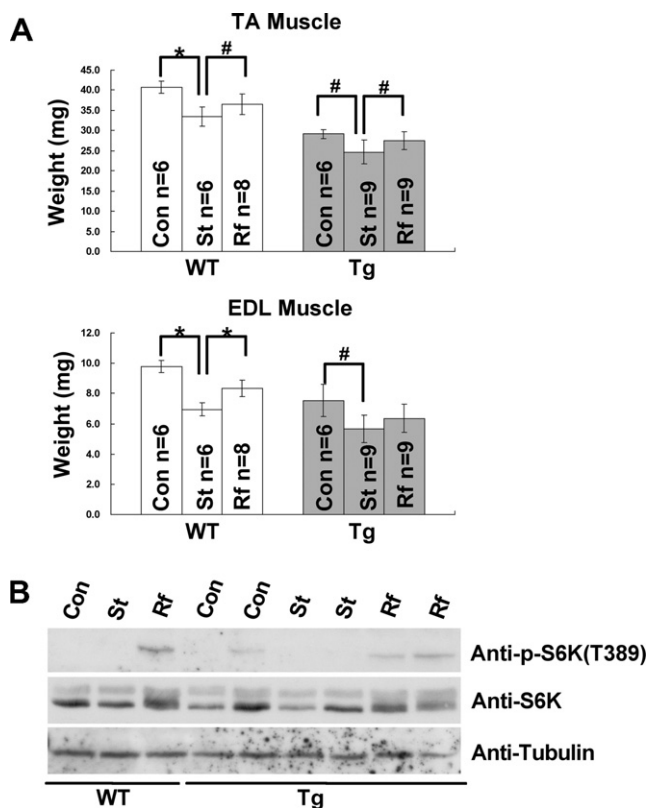 A
TA Muscle
* # # #
Weight (mg)
45.0
40.0
35.0
30.0
25.0
20.0
15.0
10.0
5.0
0.0
Con n=6
St n=6
Rf n=8
Con n=6
St n=9
Rf n=9
WT Tg
EDL Muscle
* * #
Weight (mg)
12.0
10.0
8.0
6.0
4.0
2.0
0.0
Con n=6
St n=6
Rf n=8
Con n=6
St n=9
Rf n=9
WT Tg
B
Con St Rf Con Con St St Rf Rf
Anti-p-S6K(T389)
Anti-S6K
Anti-Tubulin
WT Tg